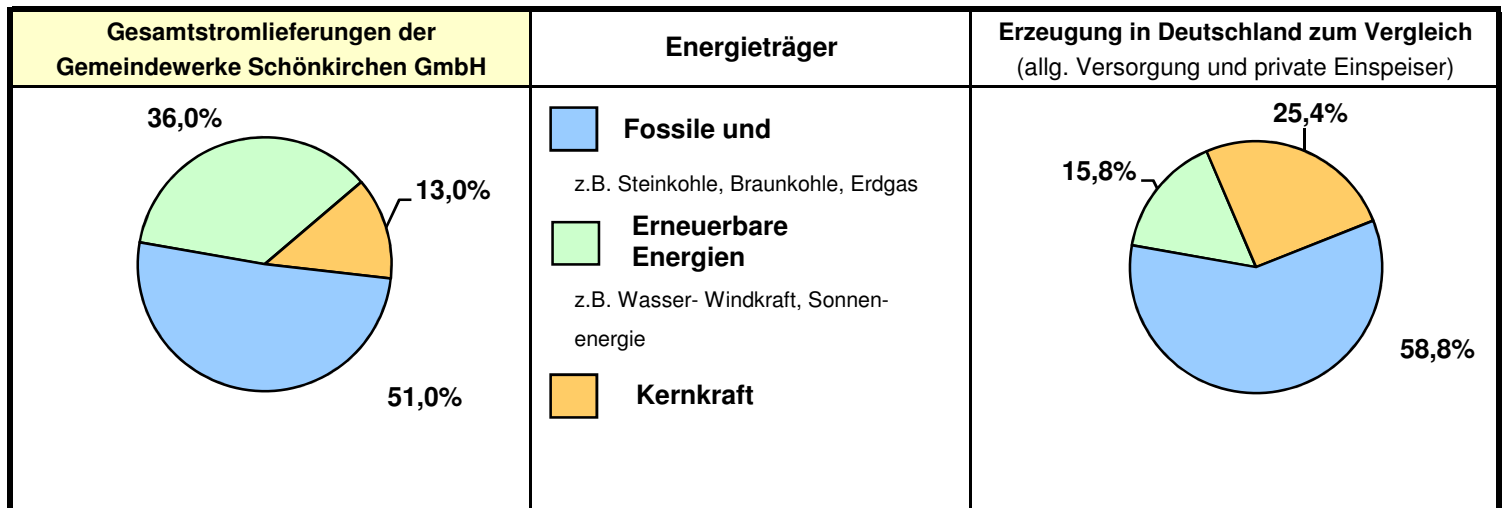 Gesamtstromlieferungen der
Gemeindewerke Schönkirchen GmbH
36,0%
13,0%
51,0%
Energieträger
Fossile und
z.B. Steinkohle, Braunkohle, Erdgas
Erneuerbare
Energien
z.B. Wasser- Windkraft, Sonnen-
energie
Kernkraft
Erzeugung in Deutschland zum Vergleich
(allg. Versorgung und private Einspeiser)
25,4%
15,8%
58,8%